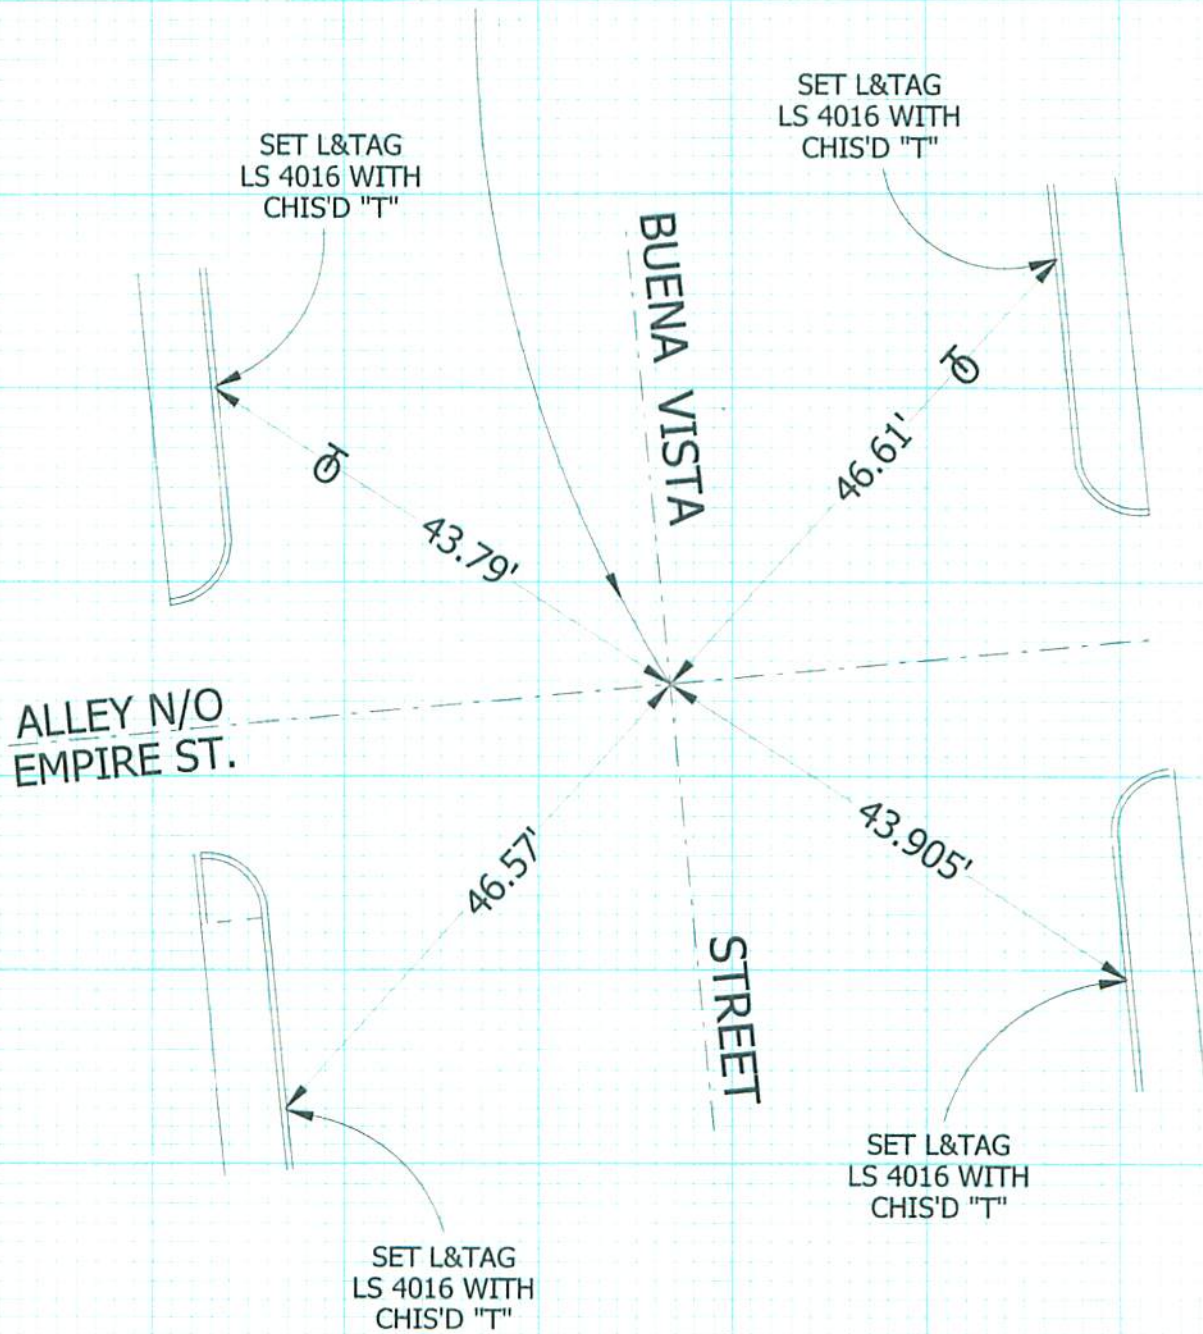 SET L&TAG
LS 4016 WITH
CHIS'D "T"
SET L&TAG
LS 4016 WITH
CHIS'D "T"
BUENA VISTA
46.61'
43.79'
ALLEY N/O
EMPIRE ST.
46.57'
43.905'
STREET
SET L&TAG
LS 4016 WITH
CHIS'D "T"
SET L&TAG
LS 4016 WITH
CHIS'D "T"